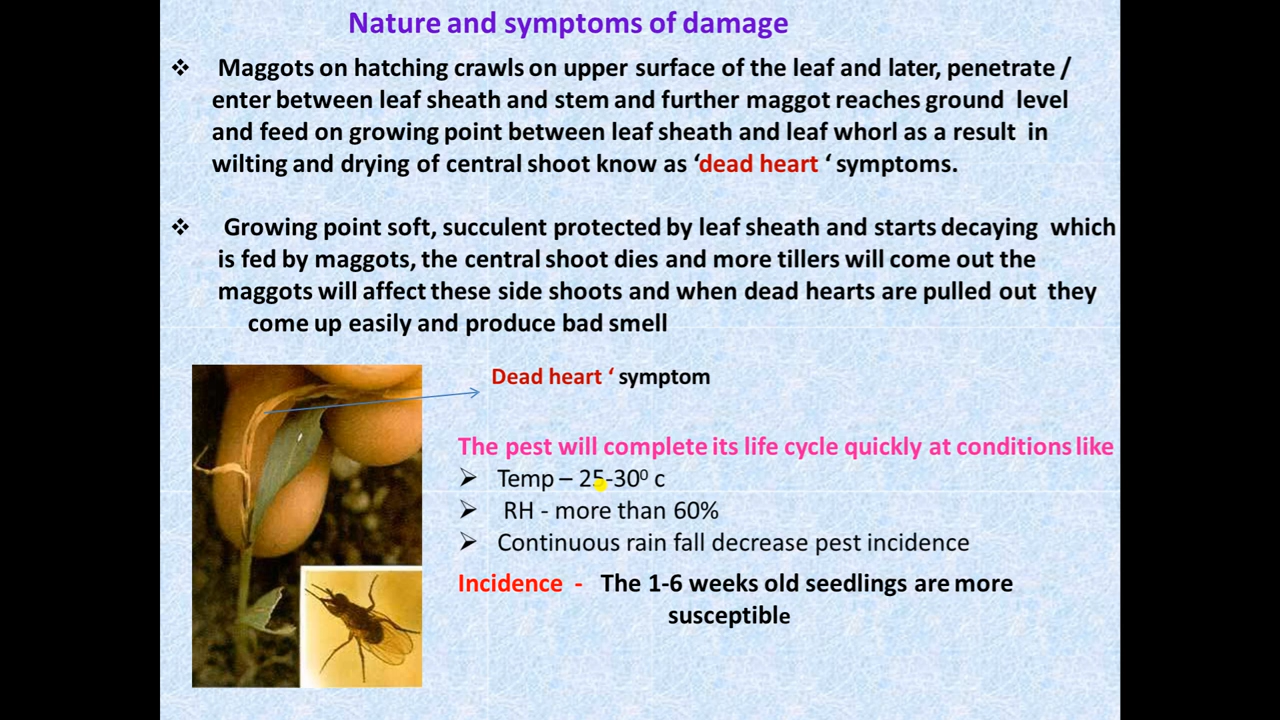 Nature and symptoms of damage
❖ Maggots on hatching crawls on upper surface of the leaf and later, penetrate /
enter between leaf sheath and stem and further maggot reaches ground level
and feed on growing point between leaf sheath and leaf whorl as a result in
wilting and drying of central shoot know as ‘dead heart ‘ symptoms.
❖ Growing point soft, succulent protected by leaf sheath and starts decaying which
is fed by maggots, the central shoot dies and more tillers will come out the
maggots will affect these side shoots and when dead hearts are pulled out they
come up easily and produce bad smell
Dead heart ‘ symptom
The pest will complete its life cycle quickly at conditions like
➢ Temp – 25-30⁰ c
➢ RH - more than 60%
➢ Continuous rain fall decrease pest incidence
Incidence - The 1-6 weeks old seedlings are more
susceptible